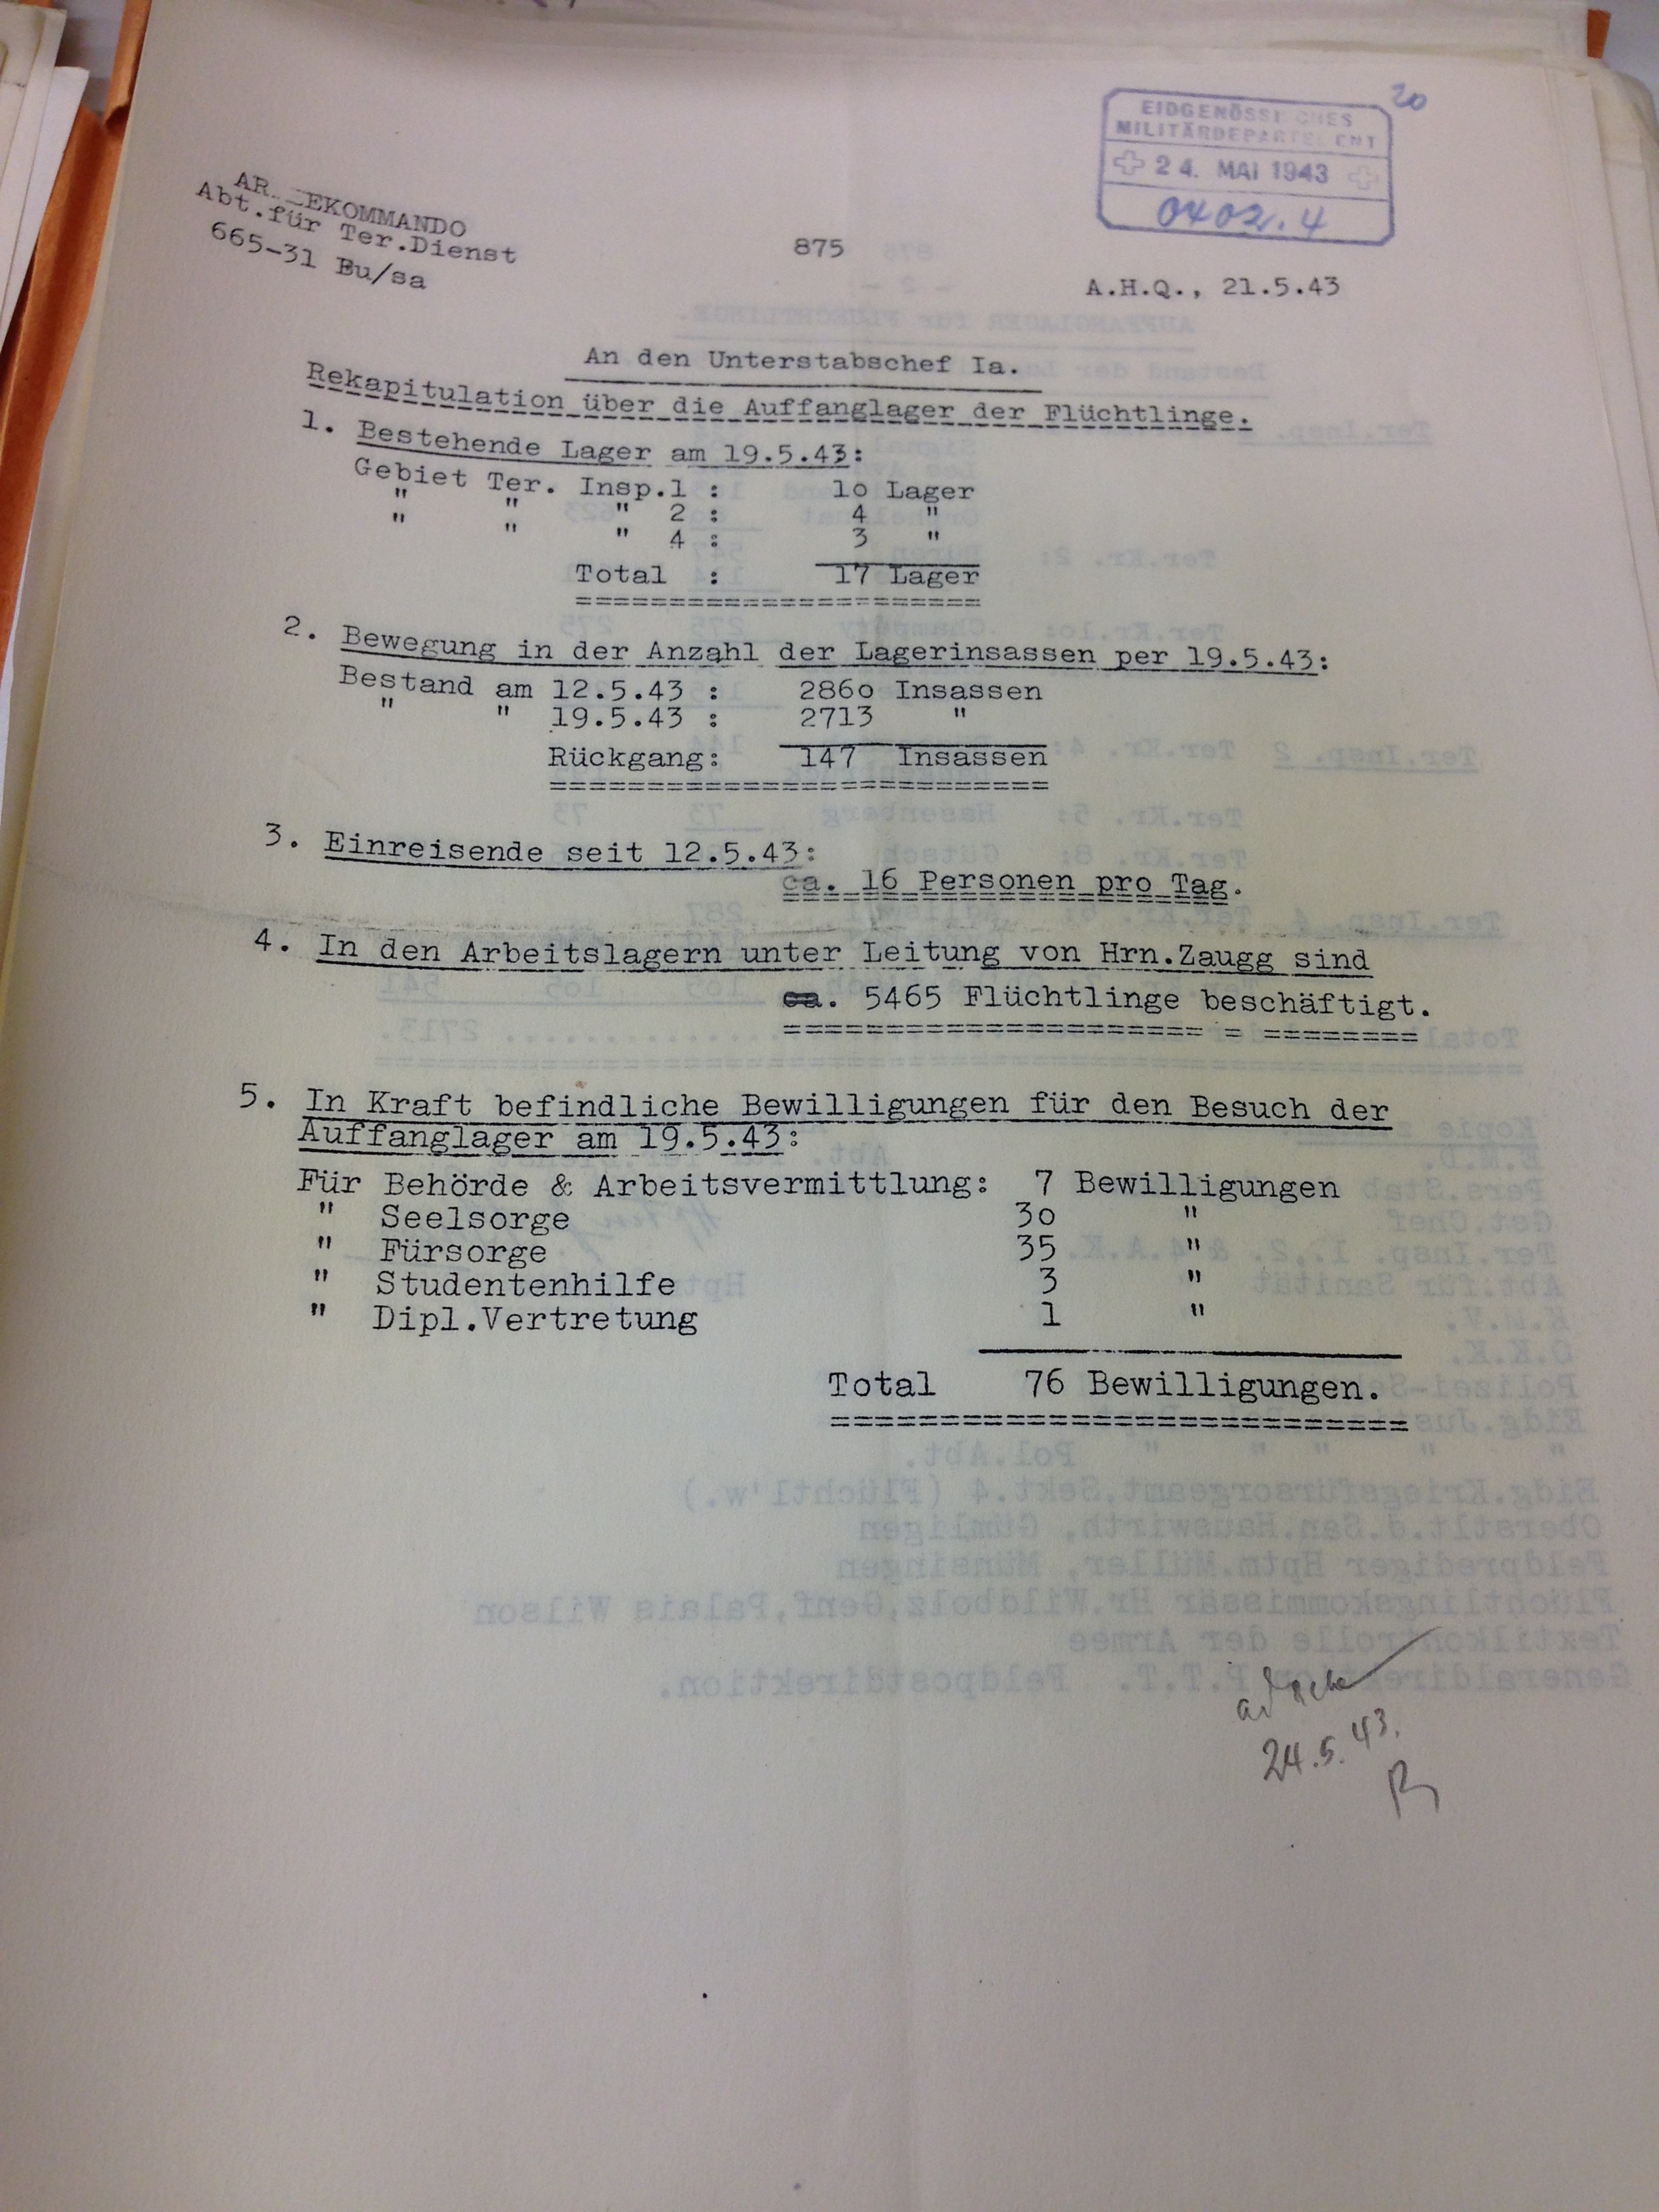 20
EIDGENÖSSISCHES
MILITÄRDEPARTEMENT
24. MAI 1943
0402.4
ARMEEKOMMANDO
Abt.für Ter.Dienst
665-31 Bu/sa
875
A.H.Q., 21.5.43
An den Unterstabschef Ia.
Rekapitulation über die Auffanglager der Flüchtlinge.
1. Bestehende Lager am 19.5.43:
Gebiet Ter. Insp.1 : 1o Lager
" " " 2 : 4 "
" " " 4 : 3 "
Total : 17 Lager
2. Bewegung in der Anzahl der Lagerinsassen per 19.5.43:
Bestand am 12.5.43 : 286o Insassen
" " 19.5.43 : 2713 "
Rückgang: 147 Insassen
3. Einreisende seit 12.5.43:
ca. 16 Personen pro Tag.
4. In den Arbeitslagern unter Leitung von Hrn.Zaugg sind
ca. 5465 Flüchtlinge beschäftigt.
5. In Kraft befindliche Bewilligungen für den Besuch der
Auffanglager am 19.5.43:
Für Behörde & Arbeitsvermittlung: 7 Bewilligungen
" Seelsorge 3o "
" Fürsorge 35 "
" Studentenhilfe 3 "
" Dipl.Vertretung 1 "
Total 76 Bewilligungen.
24.5.43.